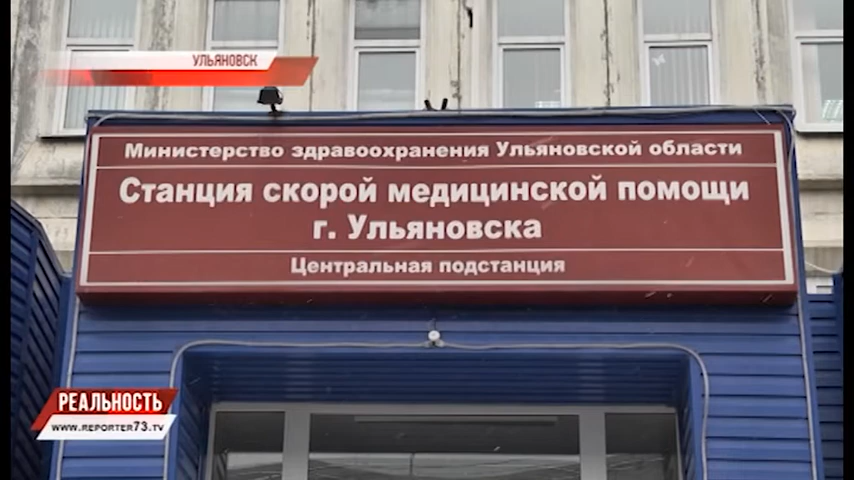 УЛЬЯНОВСК
Министерство здравоохранения Ульяновской области
Станция скорой медицинской помощи
г. Ульяновска
Центральная подстанция
РЕАЛЬНОСТЬ
WWW.REPORTER73.TV